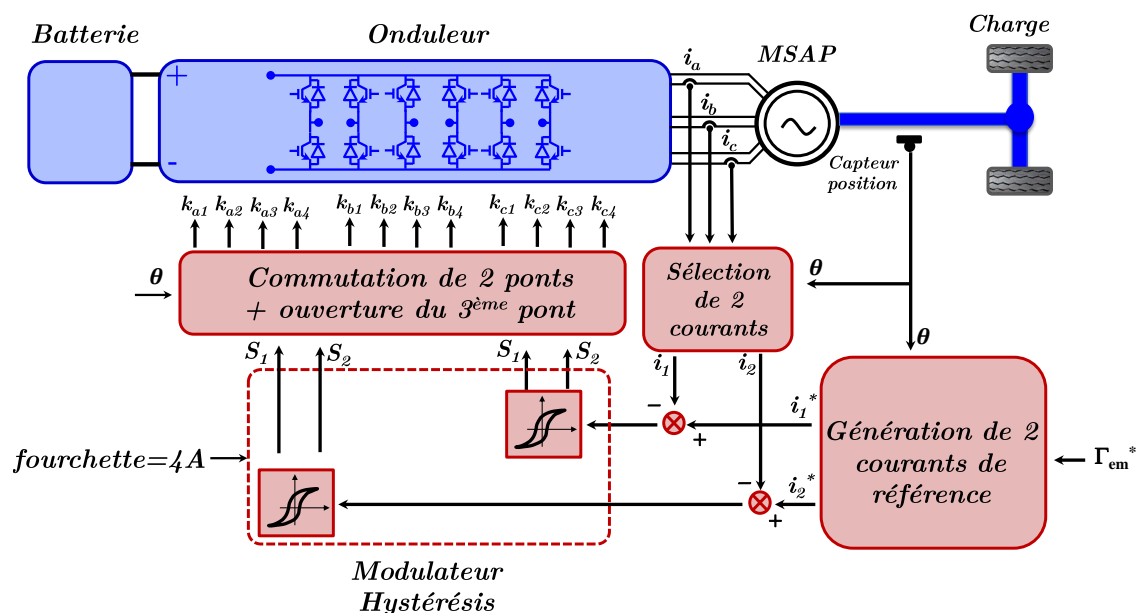 Batterie
Onduleur
Charge
MSAP
+
-
i_a
i_b
i_c
Capteur
position
k_a1 k_a2 k_a3 k_a4 k_b1 k_b2 k_b3 k_b4 k_c1 k_c2 k_c3 k_c4
θ
Commutation de 2 ponts
+ ouverture du 3ème pont
Sélection
de 2
courants
θ
θ
S_1 S_2
S_1 S_2
i_1 i_2
− +
i_1*
Génération de 2
courants de
référence
Γ_em*
fourchette=4A
− +
i_2*
Modulateur
Hystérésis